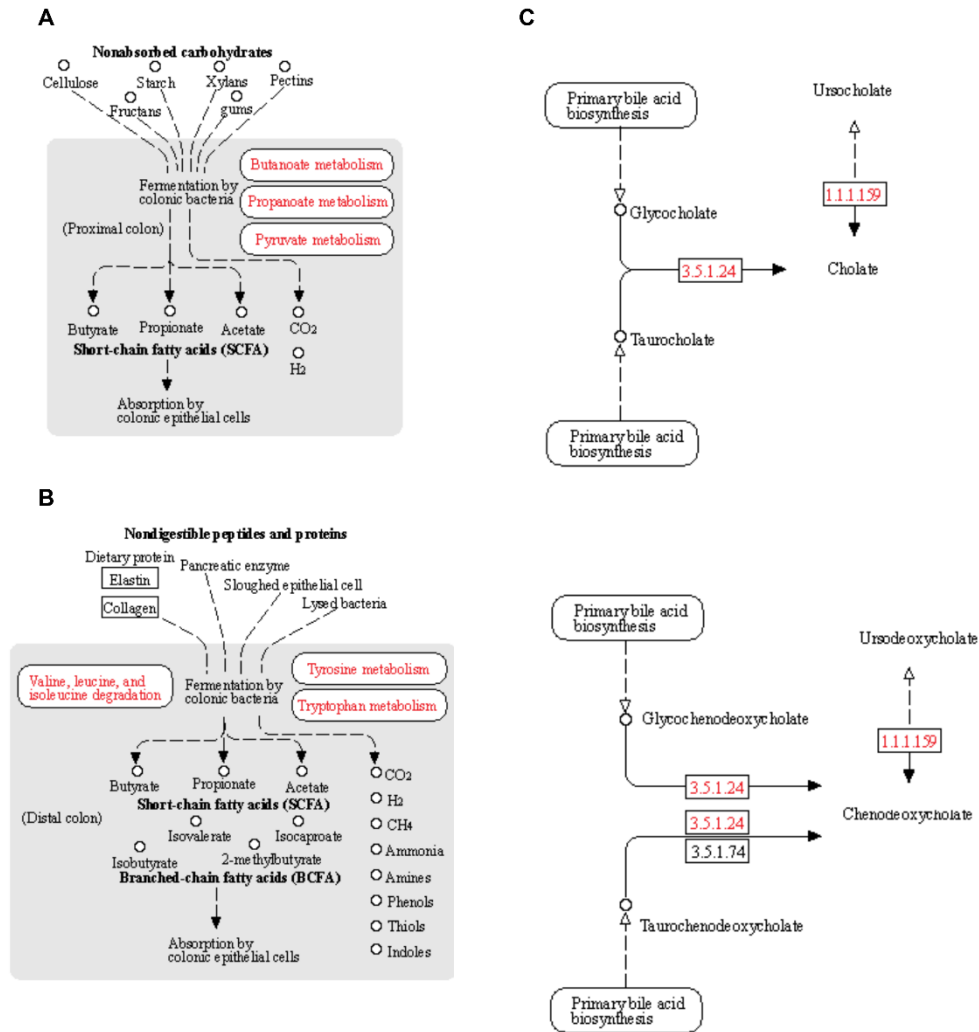 A
Nonabsorbed carbohydrates
Cellulose
Starch
Xylans
Pectins
Fructans
gums
Fermentation by
colonic bacteria
Butanoate metabolism
Propanoate metabolism
Pyruvate metabolism
(Proximal colon)
Butyrate
Propionate
Acetate
CO2
Short-chain fatty acids (SCFA)
H2
Absorption by
colonic epithelial cells
B
Nondigestible peptides and proteins
Dietary protein
Elastin
Collagen
Pancreatic enzyme
Sloughed epithelial cell
Lysed bacteria
Valine, leucine, and
isoleucine degradation
Fermentation by
colonic bacteria
Tyrosine metabolism
Tryptophan metabolism
(Distal colon)
Butyrate
Propionate
Acetate
Short-chain fatty acids (SCFA)
Isovalerate
Isocaproate
Isobutyrate
2-methylbutyrate
Branched-chain fatty acids (BCFA)
Absorption by
colonic epithelial cells
CO2
H2
CH4
Ammonia
Amines
Phenols
Thiols
Indoles
C
Primary bile acid
biosynthesis
Ursocholate
1.1.1.159
Glycocholate
3.5.1.24
Cholate
Taurocholate
Primary bile acid
biosynthesis
Primary bile acid
biosynthesis
Ursodeoxycholate
Glycochenodeoxycholate
1.1.1.159
3.5.1.24
Chenodeoxycholate
3.5.1.24
3.5.1.74
Taurochenodeoxycholate
Primary bile acid
biosynthesis